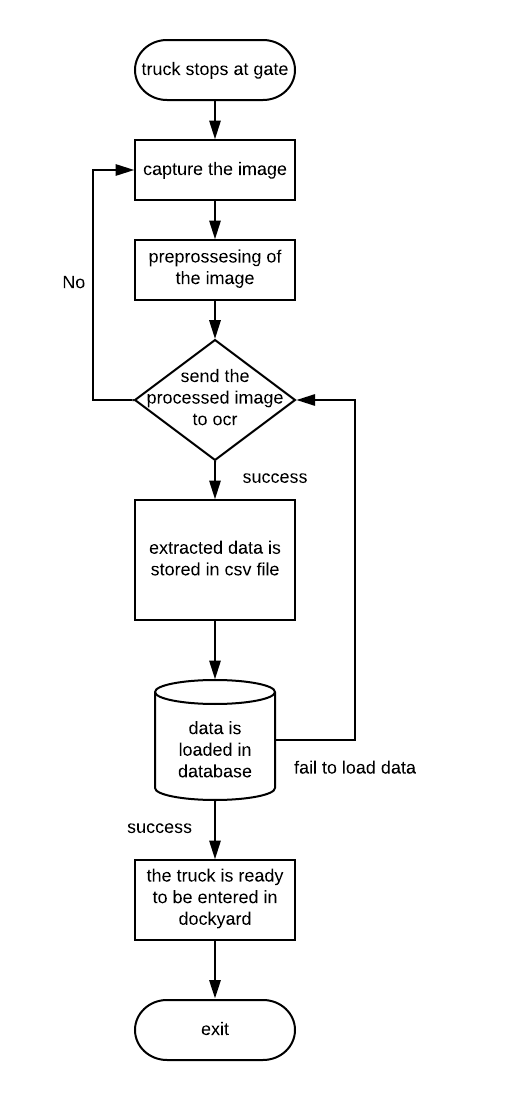 truck stops at gate
capture the image
preprossesing of
the image
No
send the
processed image
to ocr
success
extracted data is
stored in csv file
data is
loaded in
database
fail to load data
success
the truck is ready
to be entered in
dockyard
exit